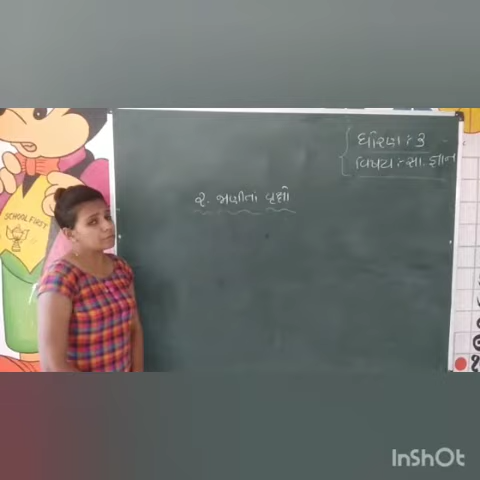 ધોરણ : ૩
વિષય : સા. જ્ઞાન
૨. જાણીતાં વૃક્ષો
SCHOOL FIRST
InShOt